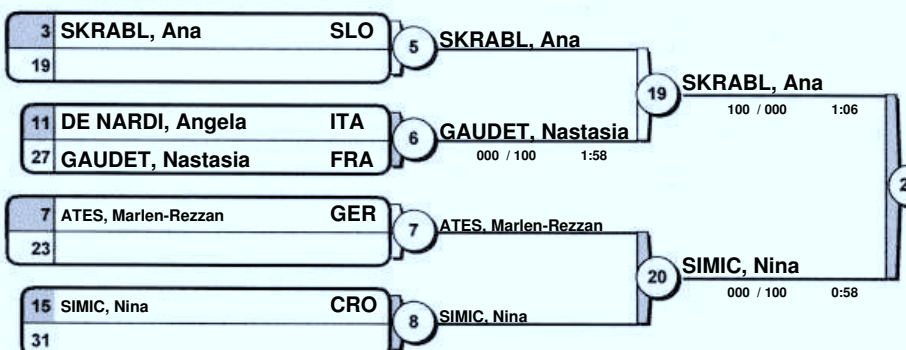 3 SKRABL, Ana SLO
19
5 SKRABL, Ana
11 DE NARDI, Angela ITA
27 GAUDET, Nastasia FRA
6 GAUDET, Nastasia
000 / 100 1:58
19 SKRABL, Ana
100 / 000 1:06
7 ATES, Marlen-Rezzan GER
23
7 ATES, Marlen-Rezzan
15 SIMIC, Nina CRO
31
8 SIMIC, Nina
20 SIMIC, Nina
000 / 100 0:58